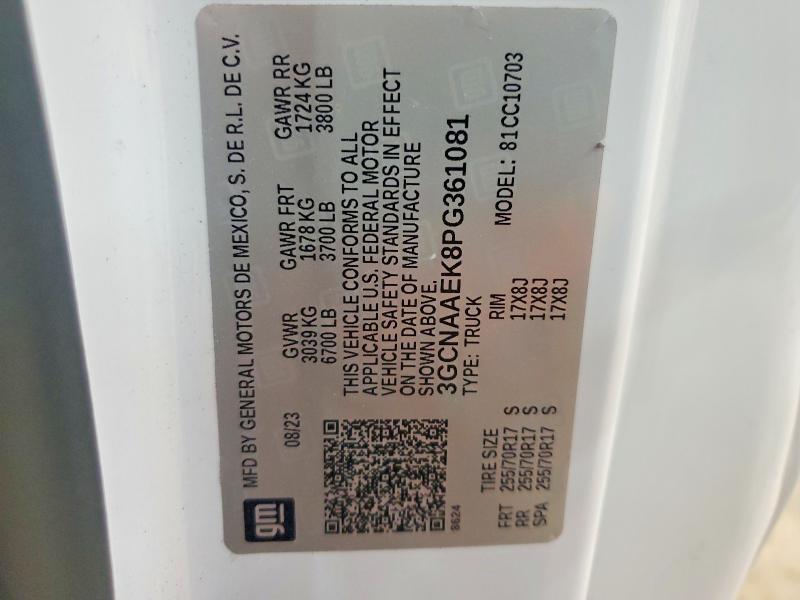 gm MFD BY GENERAL MOTORS DE MEXICO, S. DE R.L. DE C.V.
08/23 GVWR GAWR FRT GAWR RR
3039 KG 1678 KG 1724 KG
6700 LB 3700 LB 3800 LB
THIS VEHICLE CONFORMS TO ALL
APPLICABLE U.S. FEDERAL MOTOR
VEHICLE SAFETY STANDARDS IN EFFECT
ON THE DATE OF MANUFACTURE
SHOWN ABOVE.
3GCNAAEK8PG361081
8624 TYPE: TRUCK MODEL: 81CC10703
TIRE SIZE RIM
FRT 255/70R17 S 17X8J
RR 255/70R17 S 17X8J
SPA 255/70R17 S 17X8J